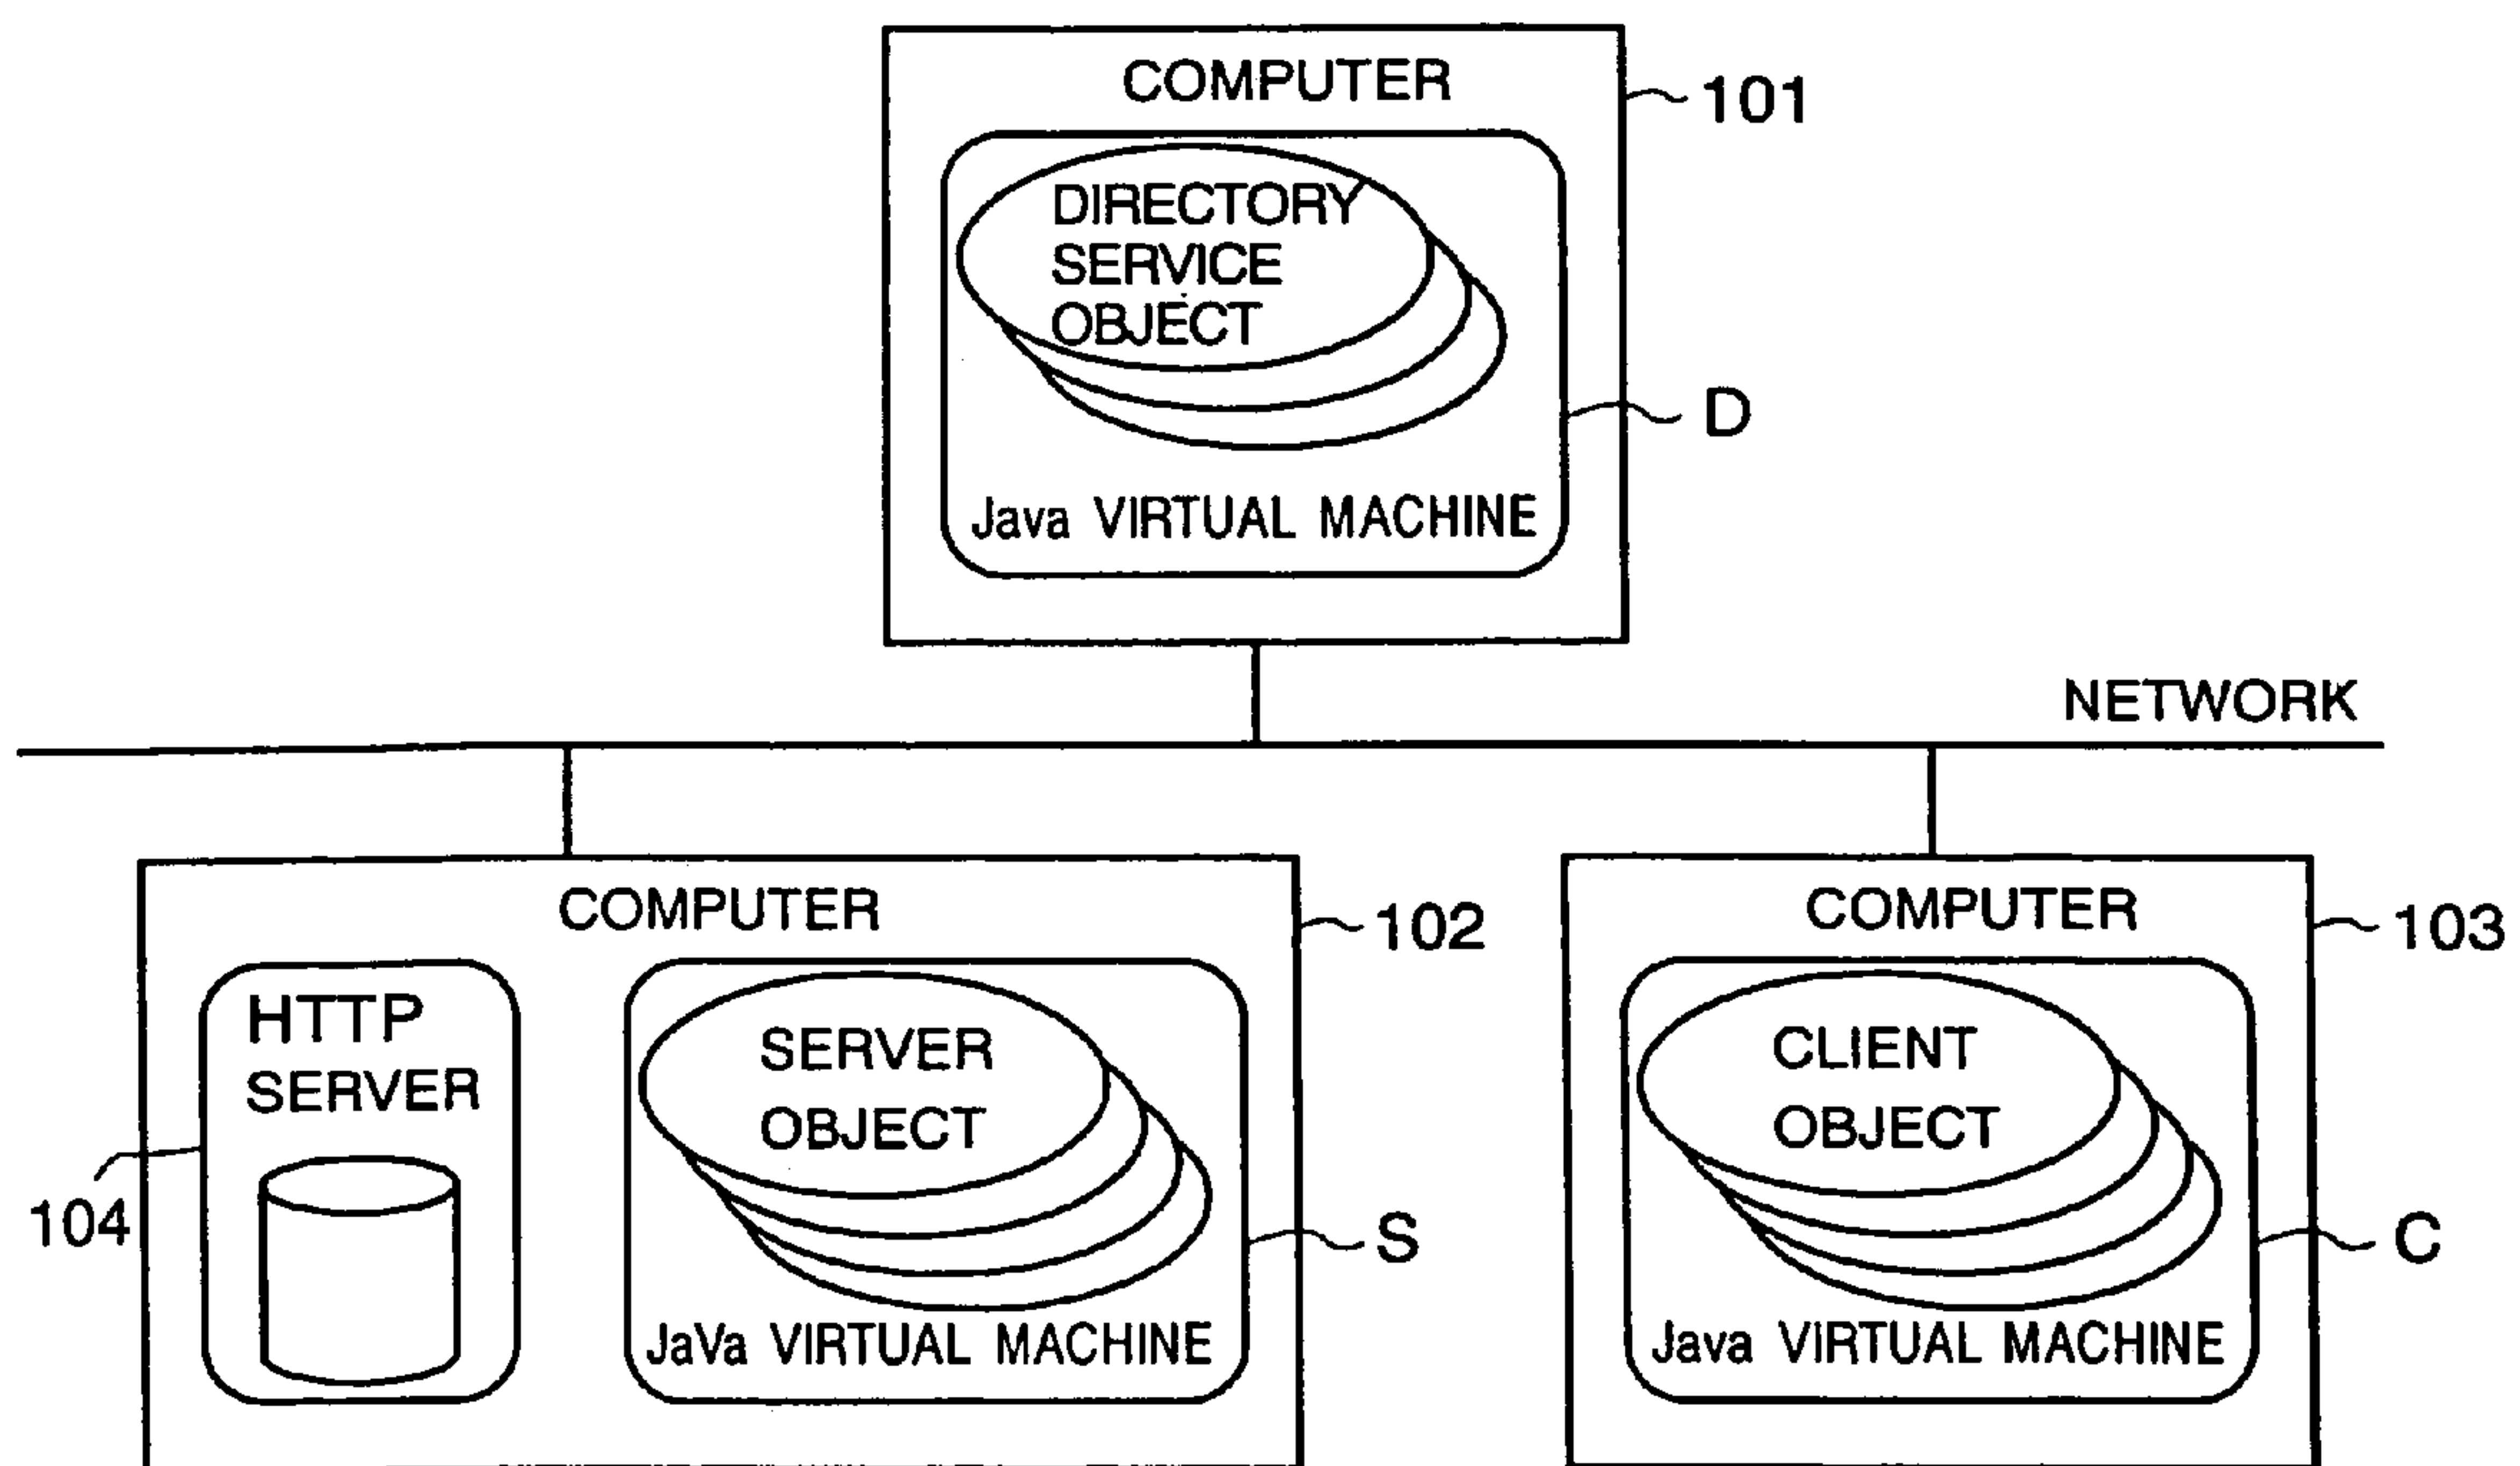 COMPUTER
101
DIRECTORY
SERVICE
OBJECT
D
Java VIRTUAL MACHINE
NETWORK
COMPUTER
102
HTTP
SERVER
SERVER
OBJECT
104
S
JaVa VIRTUAL MACHINE
COMPUTER
103
CLIENT
OBJECT
C
Java VIRTUAL MACHINE